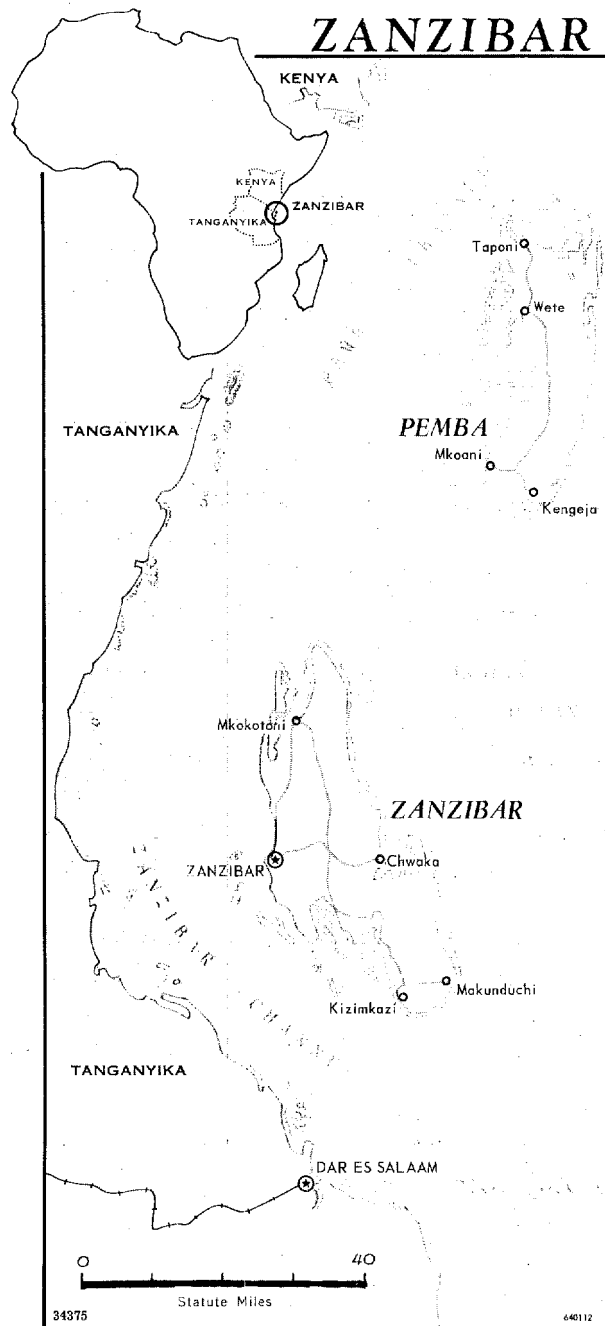 ZANZIBAR
KENYA
KENYA
ZANZIBAR
TANGANYIKA
Taponi
Wete
PEMBA
TANGANYIKA
Mkoani
Kengeja
Mkokotoni
ZANZIBAR
ZANZIBAR
Chwaka
ZANZIBAR
Makunduchi
Kizimkazi
TANGANYIKA
DAR ES SALAAM
0 40
Statute Miles
34375 640112